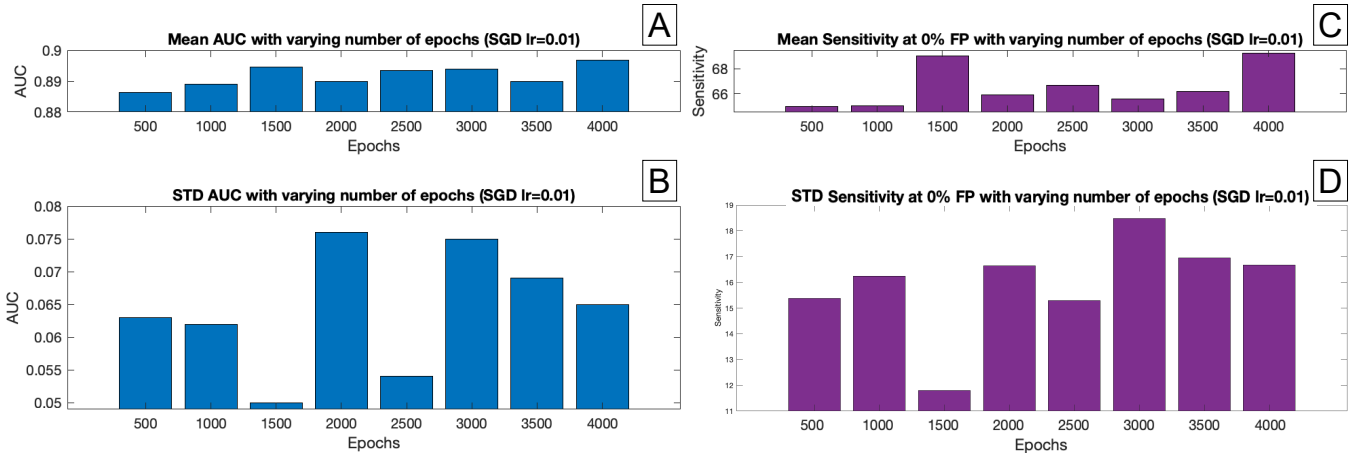 A
Mean AUC with varying number of epochs (SGD lr=0.01)
0.9
0.89
0.88
AUC
500 1000 1500 2000 2500 3000 3500 4000
Epochs
B
STD AUC with varying number of epochs (SGD lr=0.01)
0.08
0.075
0.07
0.065
0.06
0.055
0.05
AUC
500 1000 1500 2000 2500 3000 3500 4000
Epochs
C
Mean Sensitivity at 0% FP with varying number of epochs (SGD lr=0.01)
68
66
Sensitivity
500 1000 1500 2000 2500 3000 3500 4000
Epochs
D
STD Sensitivity at 0% FP with varying number of epochs (SGD lr=0.01)
19
18
17
16
15
14
13
12
11
Sensitivity
500 1000 1500 2000 2500 3000 3500 4000
Epochs